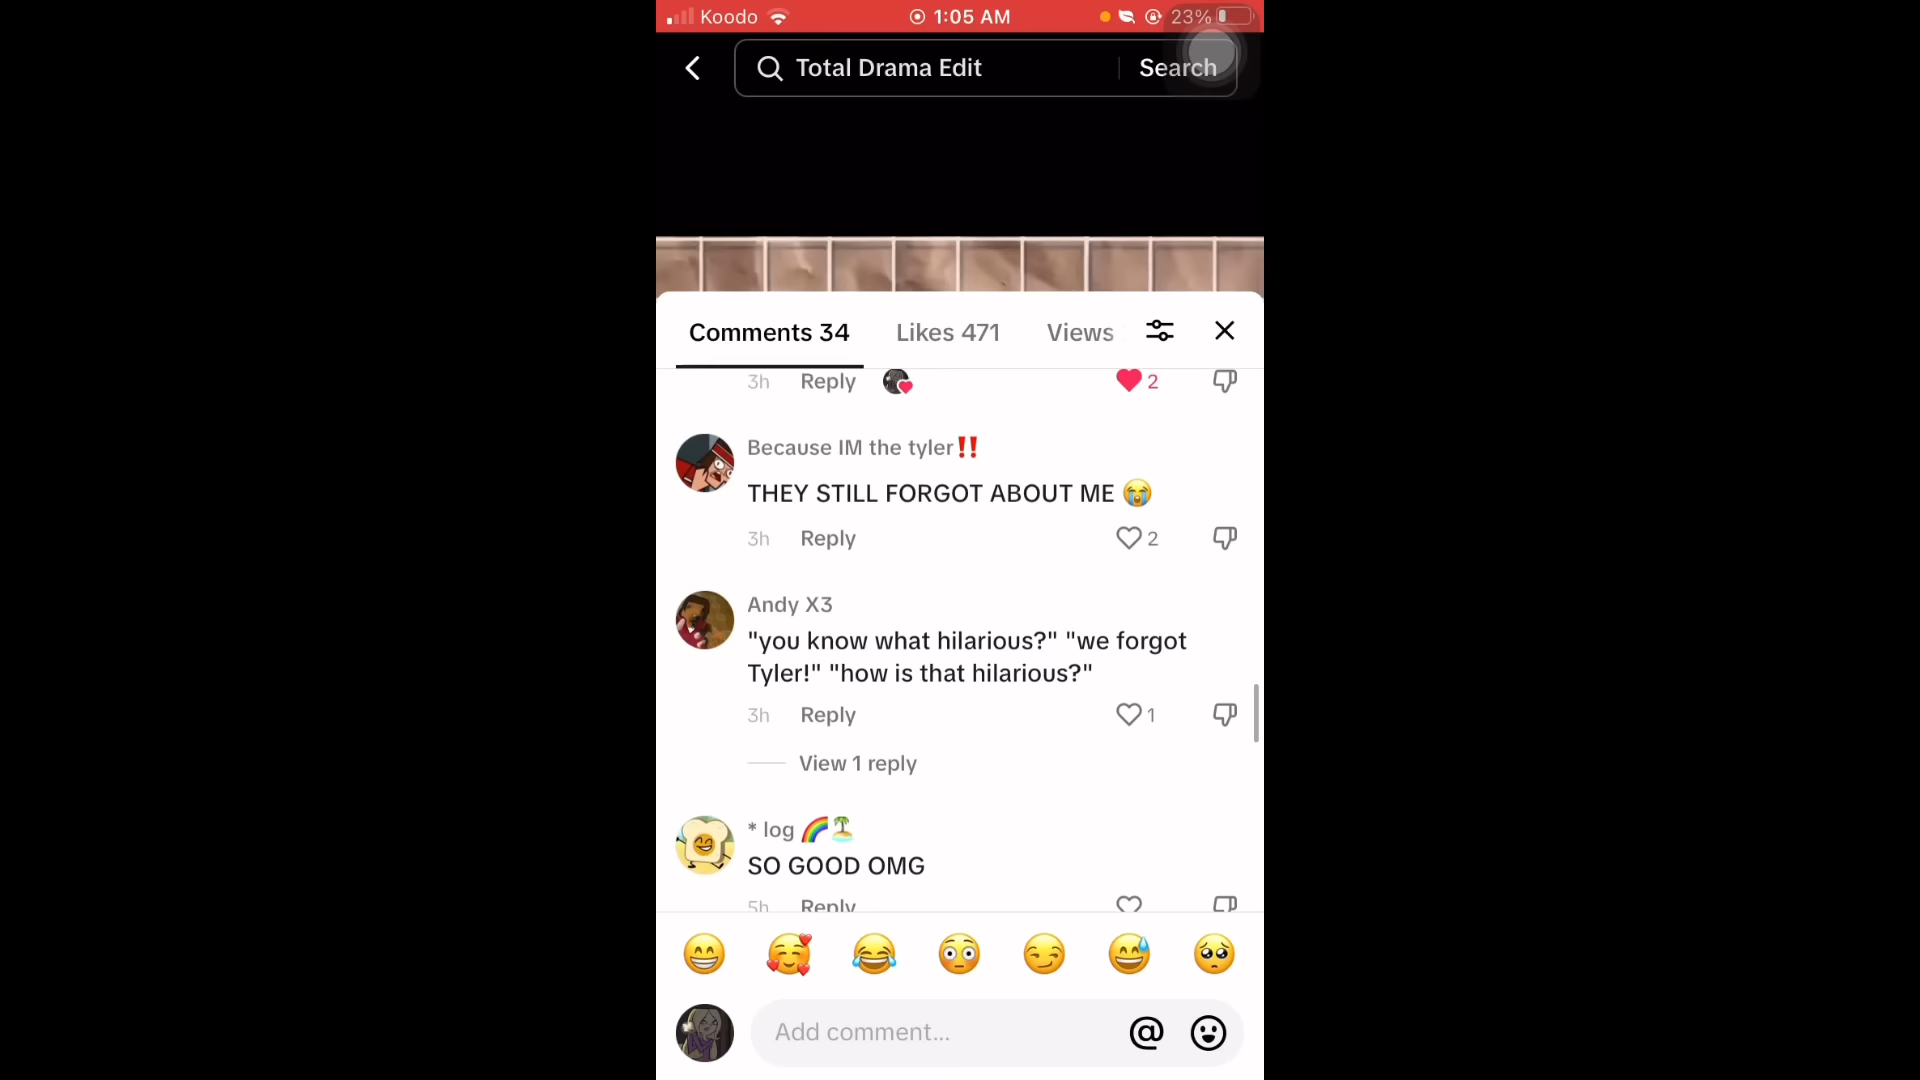 Koodo 1:05 AM 23%
Total Drama Edit Search
Comments 34 Likes 471 Views
3h Reply 2
Because IM the tyler‼️
THEY STILL FORGOT ABOUT ME 😭
3h Reply 2
Andy X3
"you know what hilarious?" "we forgot
Tyler!" "how is that hilarious?"
3h Reply 1
View 1 reply
* log 🌈🏝️
SO GOOD OMG
5h Reply
Add comment...